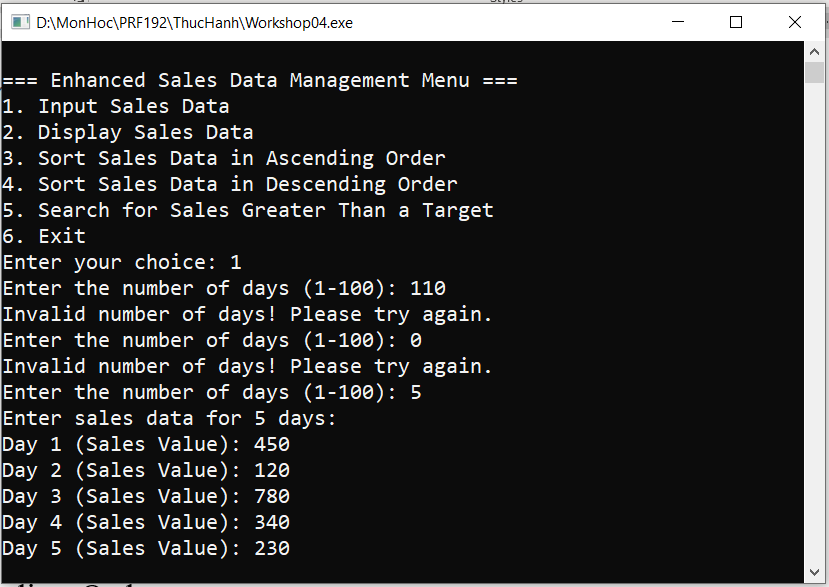 D:\MonHoc\PRF192\ThucHanh\Workshop04.exe
=== Enhanced Sales Data Management Menu ===
1. Input Sales Data
2. Display Sales Data
3. Sort Sales Data in Ascending Order
4. Sort Sales Data in Descending Order
5. Search for Sales Greater Than a Target
6. Exit
Enter your choice: 1
Enter the number of days (1-100): 110
Invalid number of days! Please try again.
Enter the number of days (1-100): 0
Invalid number of days! Please try again.
Enter the number of days (1-100): 5
Enter sales data for 5 days:
Day 1 (Sales Value): 450
Day 2 (Sales Value): 120
Day 3 (Sales Value): 780
Day 4 (Sales Value): 340
Day 5 (Sales Value): 230